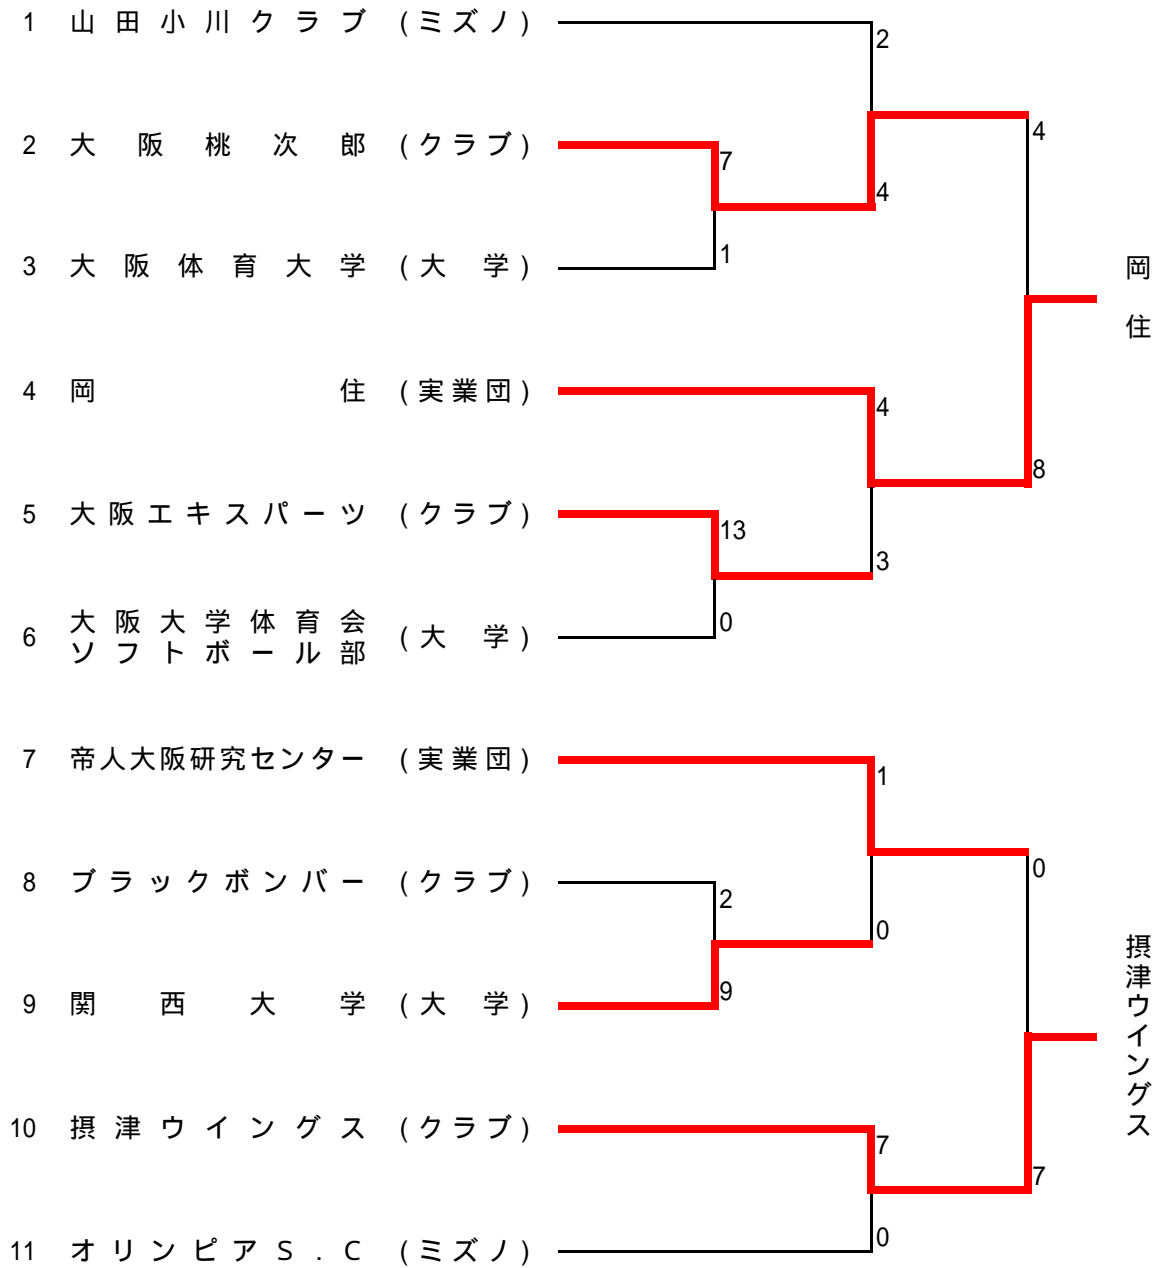 1 山田小川クラブ (ミズノ)
2
4
2 大阪桃次郎 (クラブ)
7
4
4
3 大阪体育大学 (大学)
1
岡住
4 岡住 (実業団)
4
8
5 大阪エキスパーツ (クラブ)
13
3
6 大阪大学体育会
ソフトボール部
(大学)
0
7 帝人大阪研究センター (実業団)
1
0
8 ブラックボンバー (クラブ)
2
0
9 関西大学 (大学)
9
摂津ウイングス
10 摂津ウイングス (クラブ)
7
7
11 オリンピアS.C (ミズノ)
0